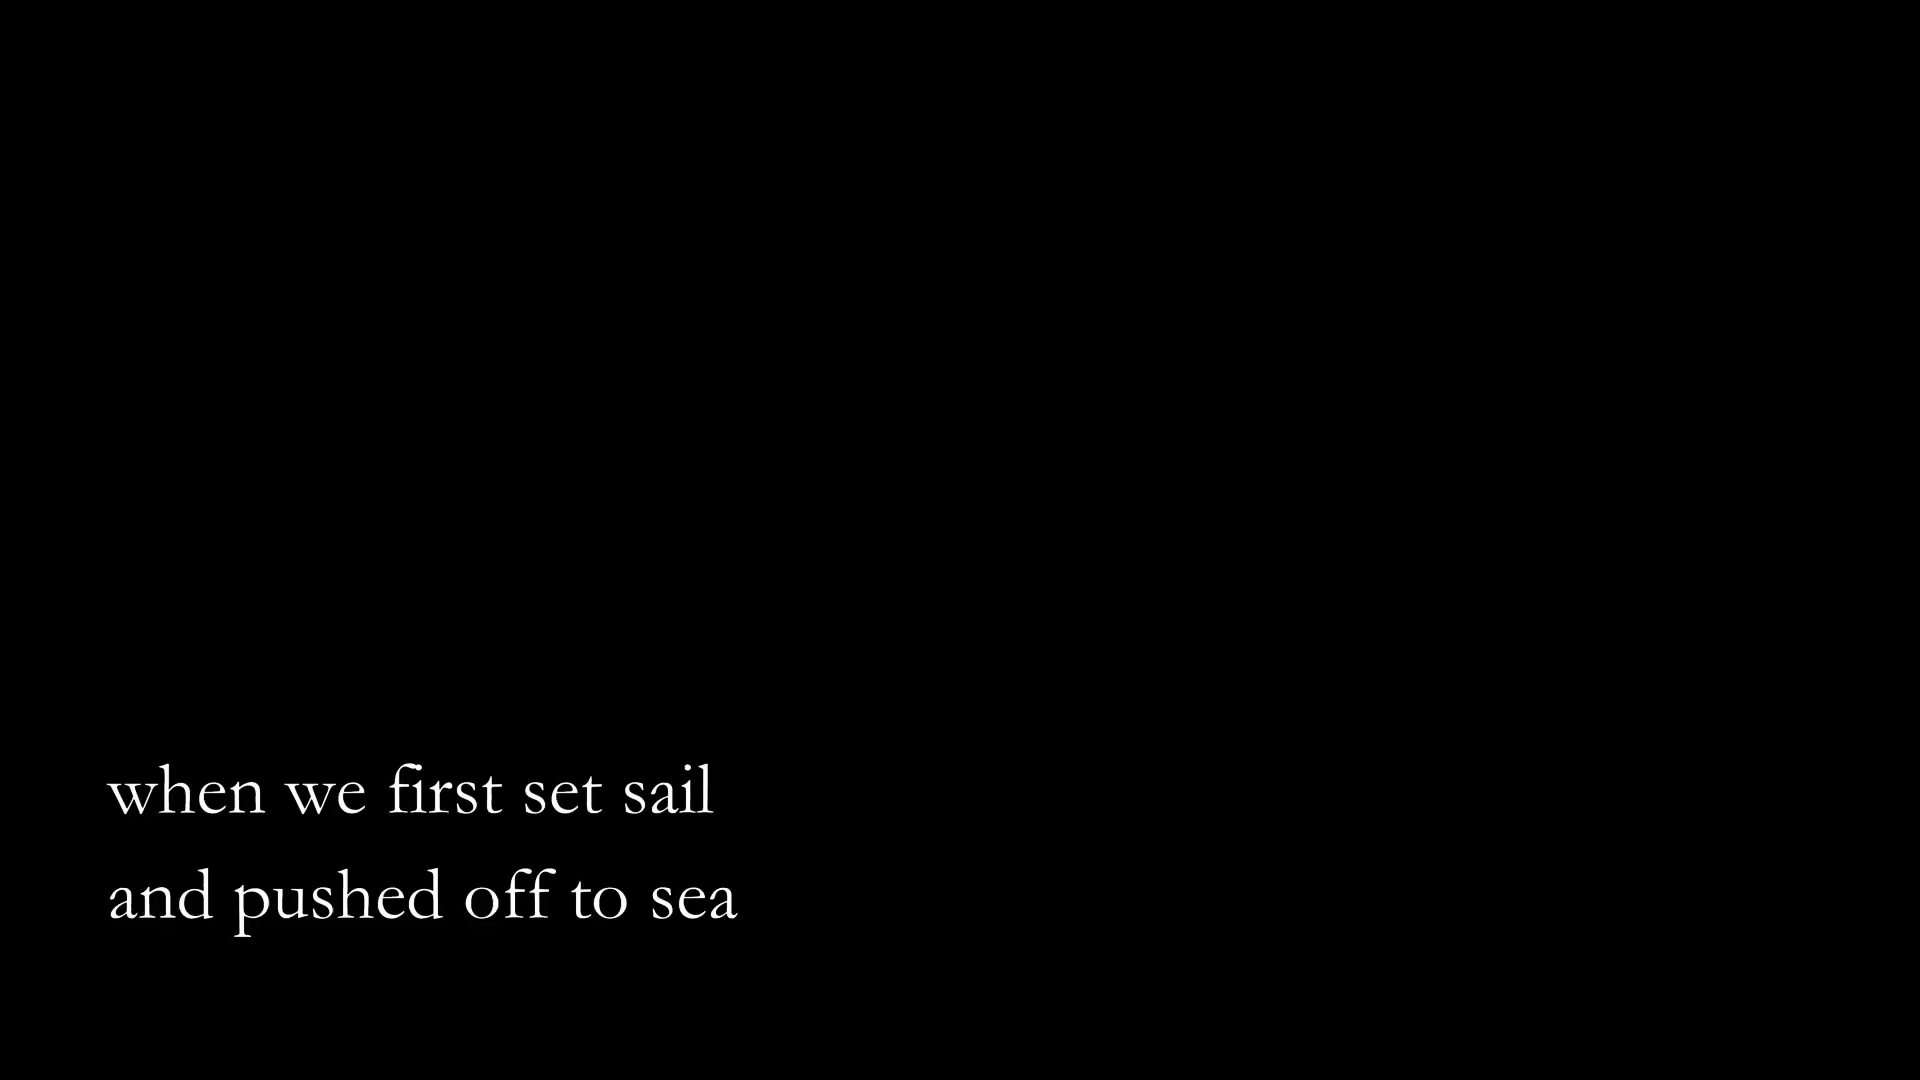 when we first set sail
and pushed off to sea